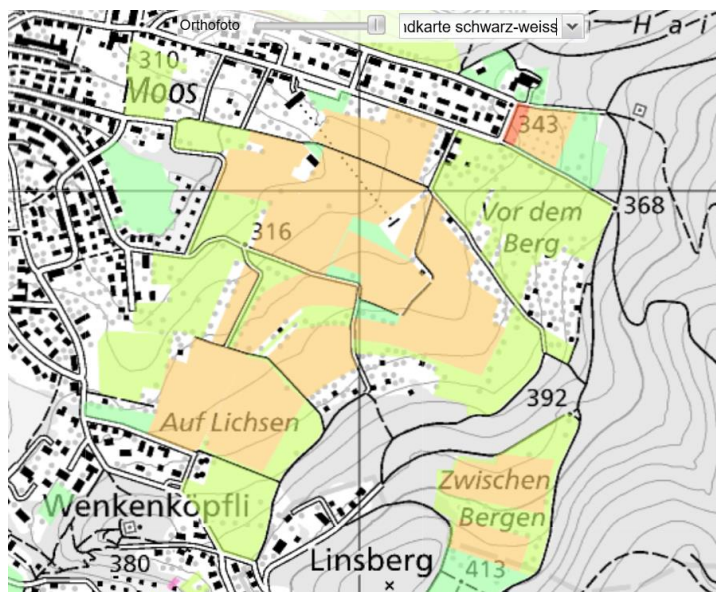 Orthofoto
ıdkarte schwarz-weiss
Hai
310
Moos
343
368
Vor dem
Berg
316
392
Auf Lichsen
Zwischen
Bergen
Wenkenköpfli
380
Linsberg
413